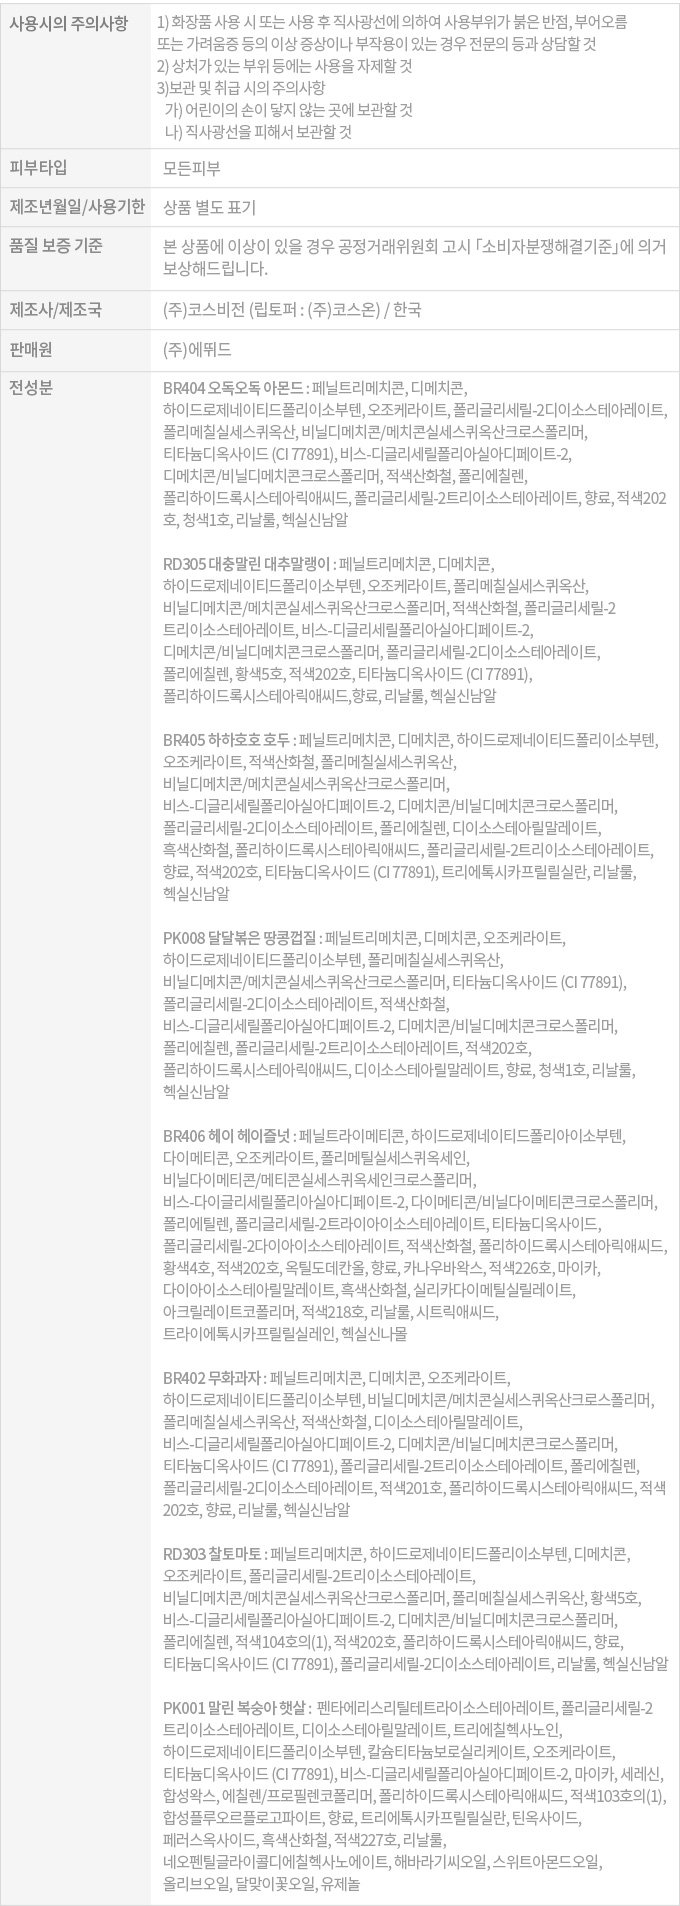 사용시의 주의사항
1) 화장품 사용 시 또는 사용 후 직사광선에 의하여 사용부위가 붉은 반점, 부어오름
또는 가려움증 등의 이상 증상이나 부작용이 있는 경우 전문의 등과 상담할 것
2) 상처가 있는 부위 등에는 사용을 자제할 것
3)보관 및 취급 시의 주의사항
가) 어린이의 손이 닿지 않는 곳에 보관할 것
나) 직사광선을 피해서 보관할 것
피부타입
모든피부
제조년월일/사용기한
상품 별도 표기
품질 보증 기준
본 상품에 이상이 있을 경우 공정거래위원회 고시 「소비자분쟁해결기준」에 의거
보상해드립니다.
제조사/제조국
(주)코스비전 (립토퍼 : (주)코스온) / 한국
판매원
(주)에뛰드
전성분
BR404 오독오독 아몬드 : 페닐트리메치콘, 디메치콘,
하이드로제네이티드폴리이소부텐, 오조케라이트, 폴리글리세릴-2디이소스테아레이트,
폴리메칠실세스퀴옥산, 비닐디메치콘/메치콘실세스퀴옥산크로스폴리머,
티타늄디옥사이드 (CI 77891), 비스-디글리세릴폴리아실아디페이트-2,
디메치콘/비닐디메치콘크로스폴리머, 적색산화철, 폴리에칠렌,
폴리하이드록시스테아릭애씨드, 폴리글리세릴-2트리이소스테아레이트, 향료, 적색202
호, 청색1호, 리날룰, 헥실신남알
RD305 대충말린 대추말랭이 : 페닐트리메치콘, 디메치콘,
하이드로제네이티드폴리이소부텐, 오조케라이트, 폴리메칠실세스퀴옥산,
비닐디메치콘/메치콘실세스퀴옥산크로스폴리머, 적색산화철, 폴리글리세릴-2
트리이소스테아레이트, 비스-디글리세릴폴리아실아디페이트-2,
디메치콘/비닐디메치콘크로스폴리머, 폴리글리세릴-2디이소스테아레이트,
폴리에칠렌, 황색5호, 적색202호, 티타늄디옥사이드 (CI 77891),
폴리하이드록시스테아릭애씨드,향료, 리날룰, 헥실신남알
BR405 하하호호 호두 : 페닐트리메치콘, 디메치콘, 하이드로제네이티드폴리이소부텐,
오조케라이트, 적색산화철, 폴리메칠실세스퀴옥산,
비닐디메치콘/메치콘실세스퀴옥산크로스폴리머,
비스-디글리세릴폴리아실아디페이트-2, 디메치콘/비닐디메치콘크로스폴리머,
폴리글리세릴-2디이소스테아레이트, 폴리에칠렌, 디이소스테아릴말레이트,
흑색산화철, 폴리하이드록시스테아릭애씨드, 폴리글리세릴-2트리이소스테아레이트,
향료, 적색202호, 티타늄디옥사이드 (CI 77891), 트리에톡시카프릴릴실란, 리날룰,
헥실신남알
PK008 달달볶은 땅콩껍질 : 페닐트리메치콘, 디메치콘, 오조케라이트,
하이드로제네이티드폴리이소부텐, 폴리메칠실세스퀴옥산,
비닐디메치콘/메치콘실세스퀴옥산크로스폴리머, 티타늄디옥사이드 (CI 77891),
폴리글리세릴-2디이소스테아레이트, 적색산화철,
비스-디글리세릴폴리아실아디페이트-2, 디메치콘/비닐디메치콘크로스폴리머,
폴리에칠렌, 폴리글리세릴-2트리이소스테아레이트, 적색202호,
폴리하이드록시스테아릭애씨드, 디이소스테아릴말레이트, 향료, 청색1호, 리날룰,
헥실신남알
BR406 헤이 헤이즐넛 : 페닐트라이메티콘, 하이드로제네이티드폴리아이소부텐,
다이메티콘, 오조케라이트, 폴리메틸실세스퀴옥세인,
비닐다이메티콘/메티콘실세스퀴옥세인크로스폴리머,
비스-다이글리세릴폴리아실아디페이트-2, 다이메티콘/비닐다이메티콘크로스폴리머,
폴리에틸렌, 폴리글리세릴-2트라이아이소스테아레이트, 티타늄디옥사이드,
폴리글리세릴-2다이아이소스테아레이트, 적색산화철, 폴리하이드록시스테아릭애씨드,
황색4호, 적색202호, 옥틸도데칸올, 향료, 카나우바왁스, 적색226호, 마이카,
다이아이소스테아릴말레이트, 흑색산화철, 실리카다이메틸실릴레이트,
아크릴레이트코폴리머, 적색218호, 리날룰, 시트릭애씨드,
트라이에톡시카프릴릴실레인, 헥실신나몰
BR402 무화과자 : 페닐트리메치콘, 디메치콘, 오조케라이트,
하이드로제네이티드폴리이소부텐, 비닐디메치콘/메치콘실세스퀴옥산크로스폴리머,
폴리메칠실세스퀴옥산, 적색산화철, 디이소스테아릴말레이트,
비스-디글리세릴폴리아실아디페이트-2, 디메치콘/비닐디메치콘크로스폴리머,
티타늄디옥사이드 (CI 77891), 폴리글리세릴-2트리이소스테아레이트, 폴리에칠렌,
폴리글리세릴-2디이소스테아레이트, 적색201호, 폴리하이드록시스테아릭애씨드, 적색
202호, 향료, 리날룰, 헥실신남알
RD303 찰토마토 : 페닐트리메치콘, 하이드로제네이티드폴리이소부텐, 디메치콘,
오조케라이트, 폴리글리세릴-2트리이소스테아레이트,
비닐디메치콘/메치콘실세스퀴옥산크로스폴리머, 폴리메칠실세스퀴옥산, 황색5호,
비스-디글리세릴폴리아실아디페이트-2, 디메치콘/비닐디메치콘크로스폴리머,
폴리에칠렌, 적색104호의(1), 적색202호, 폴리하이드록시스테아릭애씨드, 향료,
티타늄디옥사이드 (CI 77891), 폴리글리세릴-2디이소스테아레이트, 리날룰, 헥실신남알
PK001 말린 복숭아 햇살 : 펜타에리스리틸테트라이소스테아레이트, 폴리글리세릴-2
트리이소스테아레이트, 디이소스테아릴말레이트, 트리에칠헥사노인,
하이드로제네이티드폴리이소부텐, 칼슘티타늄보로실리케이트, 오조케라이트,
티타늄디옥사이드 (CI 77891), 비스-디글리세릴폴리아실아디페이트-2, 마이카, 세레신,
합성왁스, 에칠렌/프로필렌코폴리머, 폴리하이드록시스테아릭애씨드, 적색103호의(1),
합성플루오르플로고파이트, 향료, 트리에톡시카프릴릴실란, 틴옥사이드,
페러스옥사이드, 흑색산화철, 적색227호, 리날룰,
네오펜틸글라이콜디에칠헥사노에이트, 해바라기씨오일, 스위트아몬드오일,
올리브오일, 달맞이꽃오일, 유제놀